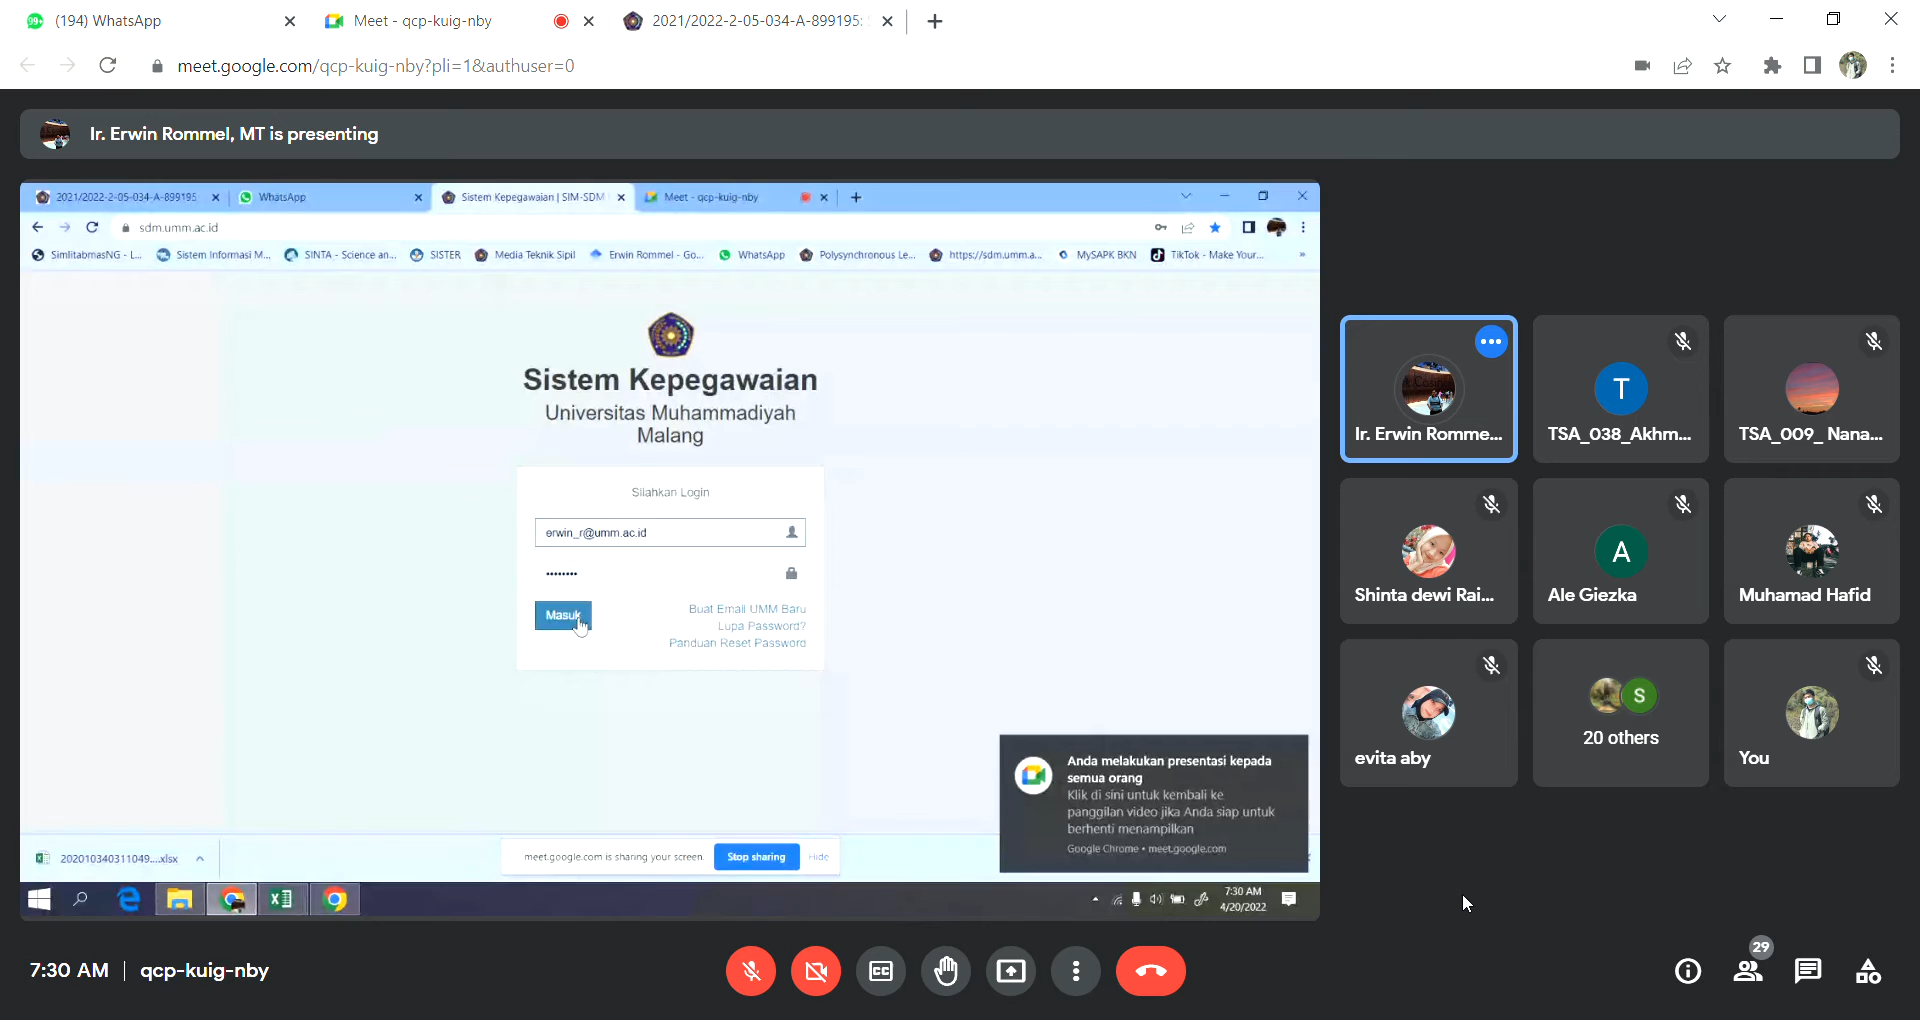 99+ (194) WhatsApp
Meet - qcp-kuig-nby
2021/2022-2-05-034-A-899195:
meet.google.com/qcp-kuig-nby?pli=1&authuser=0
Ir. Erwin Rommel, MT is presenting
2021/2022-2-05-034-A-899195
WhatsApp
Sistem Kepegawaian | SIM-SDM
Meet - qcp-kuig-nby
sdm.umm.ac.id
SimlitabmasNG - L...
Sistem Informasi M...
SINTA - Science an...
SISTER
Media Teknik Sipil
Erwin Rommel - Go...
WhatsApp
Polysynchronous Le...
https://sdm.umm.a...
MySAPK BKN
TikTok - Make Your...
»
Sistem Kepegawaian
Universitas Muhammadiyah
Malang
Silahkan Login
erwin_r@umm.ac.id
••••••••
Masuk
Buat Email UMM Baru
Lupa Password?
Panduan Reset Password
Anda melakukan presentasi kepada
semua orang
Klik di sini untuk kembali ke
panggilan video jika Anda siap untuk
berhenti menampilkan
Google Chrome • meet.google.com
202010340311049....xlsx
meet.google.com is sharing your screen.
Stop sharing
Hide
7:30 AM
4/20/2022
Ir. Erwin Romme...
T
TSA_038_Akhm...
TSA_009_ Nana...
Shinta dewi Rai...
A
Ale Giezka
Muhamad Hafid
evita aby
S
20 others
You
7:30 AM | qcp-kuig-nby
CC
29